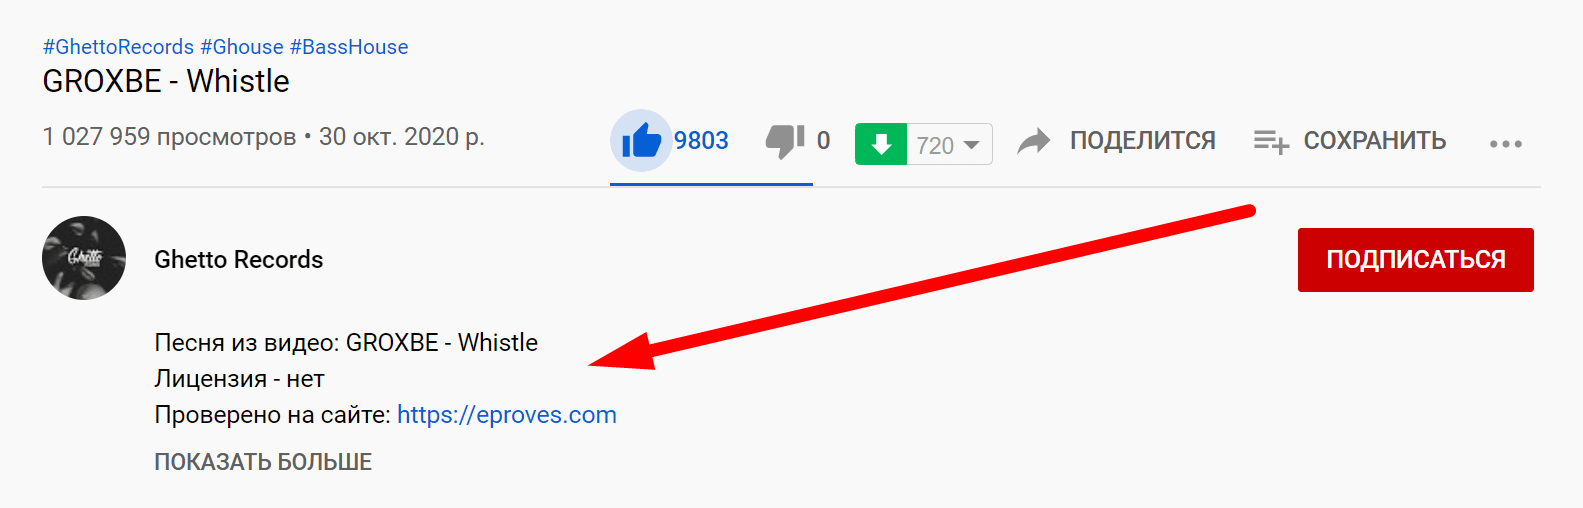 #GhettoRecords #Ghouse #BassHouse
GROXBE - Whistle
1 027 959 просмотров • 30 окт. 2020 р.
9803
0
720
ПОДЕЛИТСЯ
СОХРАНИТЬ
Ghetto
Ghetto Records
ПОДПИСАТЬСЯ
Песня из видео: GROXBE - Whistle
Лицензия - нет
Проверено на сайте: https://eproves.com
ПОКАЗАТЬ БОЛЬШЕ